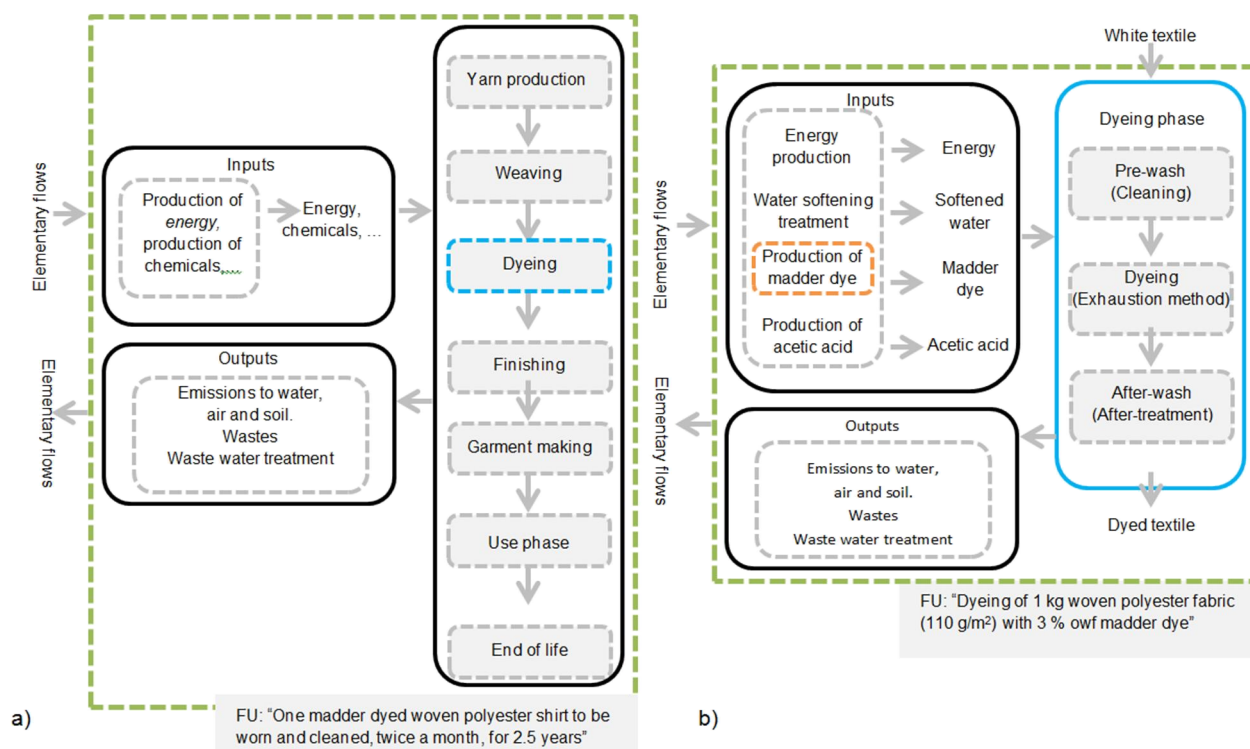 Elementary flows
Elementary flows
Inputs
Production of
energy,
production of
chemicals,...
Energy,
chemicals, …
Outputs
Emissions to water,
air and soil.
Wastes
Waste water treatment
Yarn production
Weaving
Dyeing
Finishing
Garment making
Use phase
End of life
FU: “One madder dyed woven polyester shirt to be
worn and cleaned, twice a month, for 2.5 years”
a)
Elementary flows
Elementary flows
White textile
Inputs
Energy
production
Energy
Water softening
treatment
Softened
water
Production of
madder dye
Madder
dye
Production of
acetic acid
Acetic acid
Outputs
Emissions to water,
air and soil.
Wastes
Waste water treatment
Dyeing phase
Pre-wash
(Cleaning)
Dyeing
(Exhaustion method)
After-wash
(After-treatment)
Dyed textile
FU: “Dyeing of 1 kg woven polyester fabric
(110 g/m²) with 3 % owf madder dye”
b)